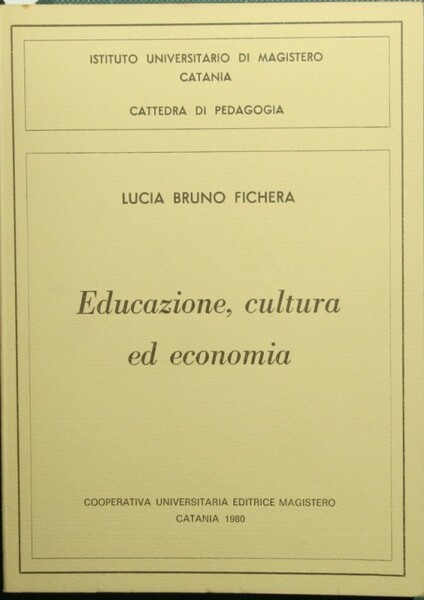 ISTITUTO UNIVERSITARIO DI MAGISTERO
CATANIA
CATTEDRA DI PEDAGOGIA
LUCIA BRUNO FICHERA
Educazione, cultura
ed economia
COOPERATIVA UNIVERSITARIA EDITRICE MAGISTERO
CATANIA 1980